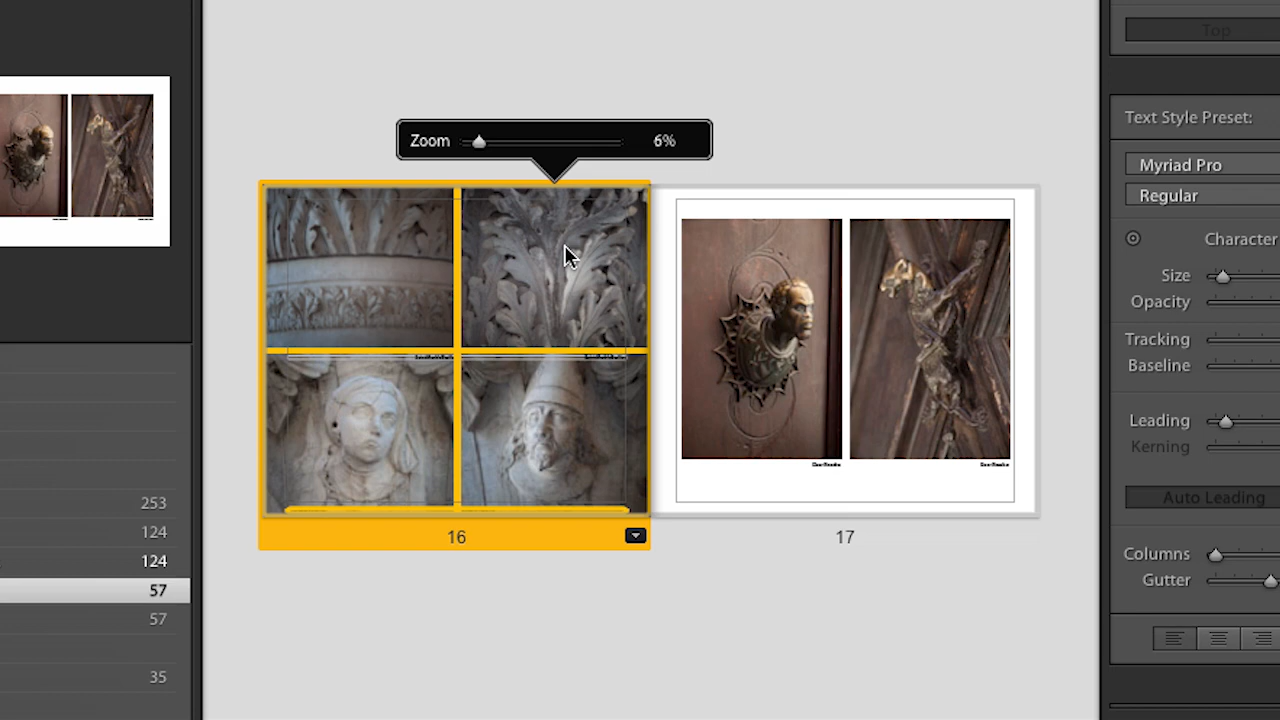 Top
Text Style Preset:
Zoom 6%
Myriad Pro
Regular
Character
Size
Opacity
Tracking
Baseline
Leading
Kerning
Auto Leading
253
124
124
57
57
35
16
17
Columns
Gutter